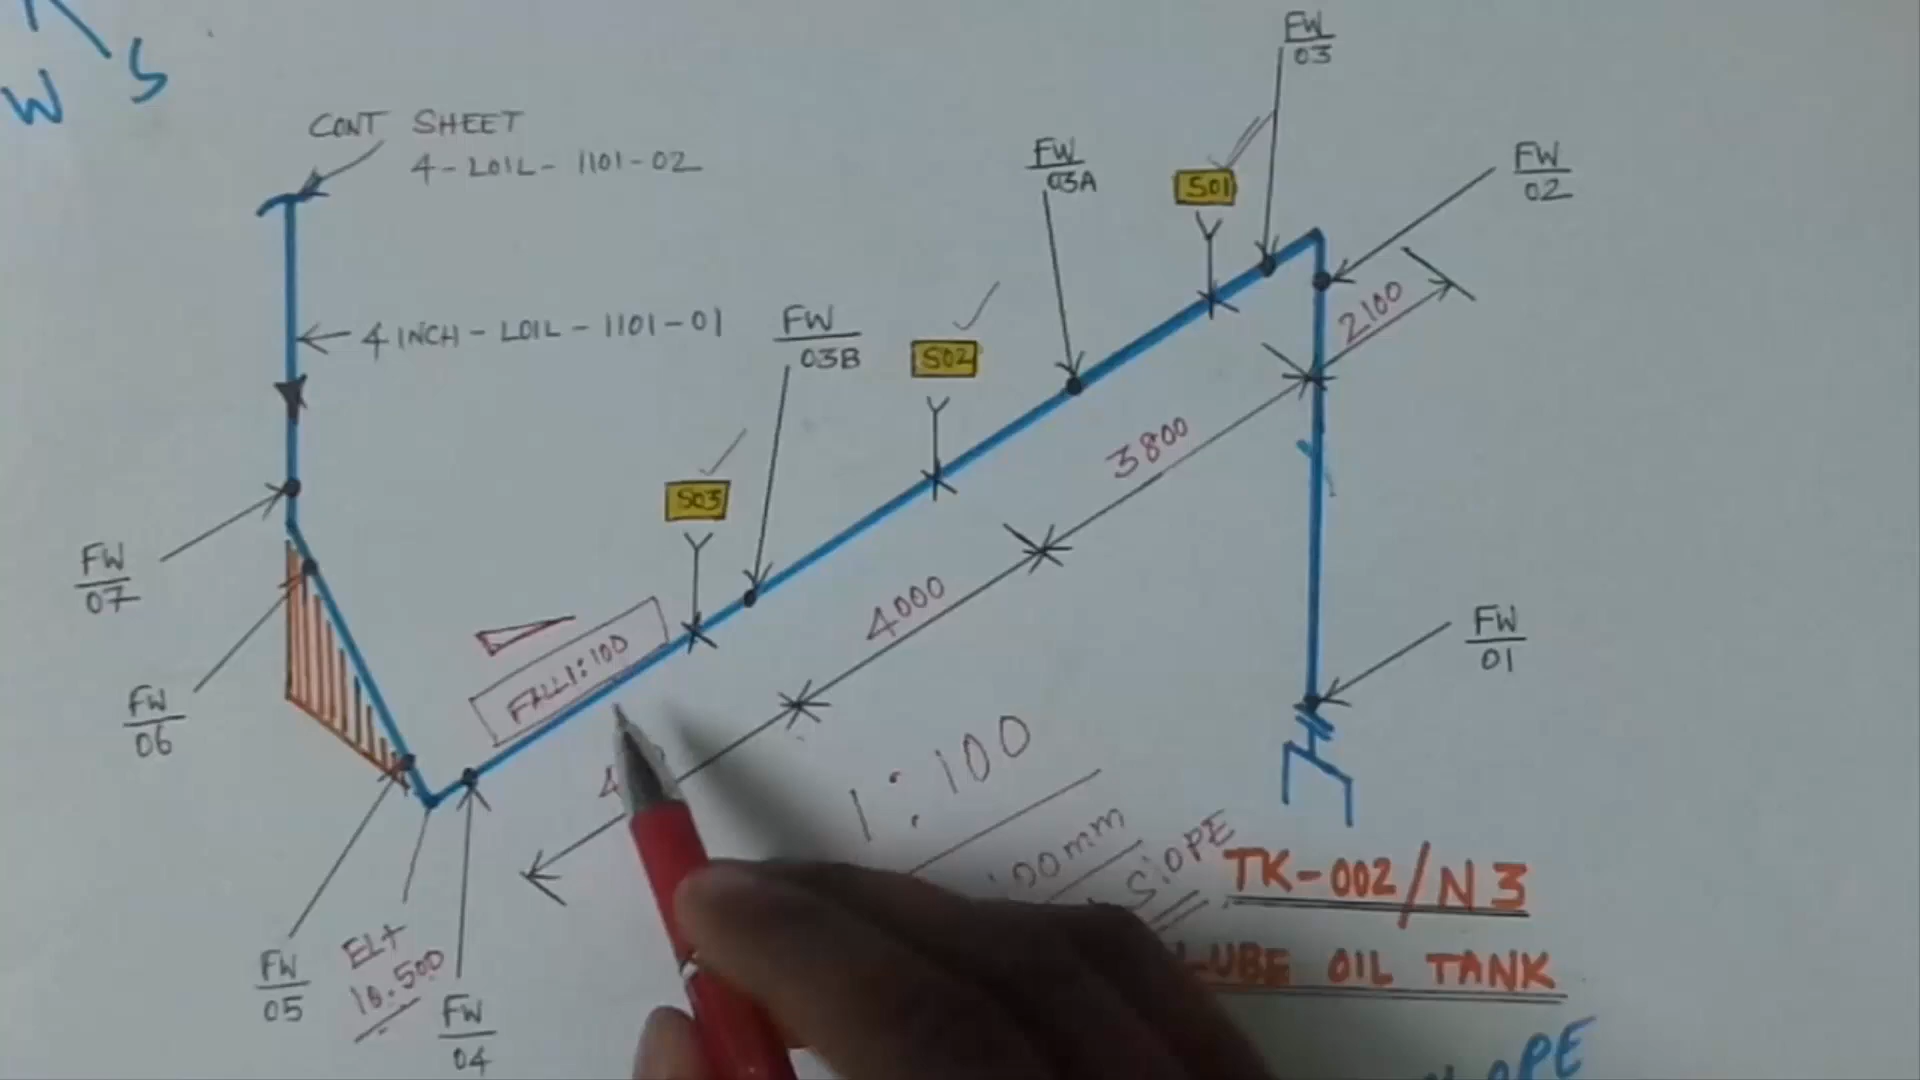 W S
CONT SHEET
4-LOIL-1101-02
4 INCH-LOIL-1101-01
FW
03
FW
03A
S01
FW
02
2100
FW
03B
S02
3800
S03
4000
FALL1:100
FW
07
FW
06
FW
01
1:100
00mm
SlOPE
TK-002/N3
LUBE OIL TANK
FW
05
EL+
10.500
FW
04